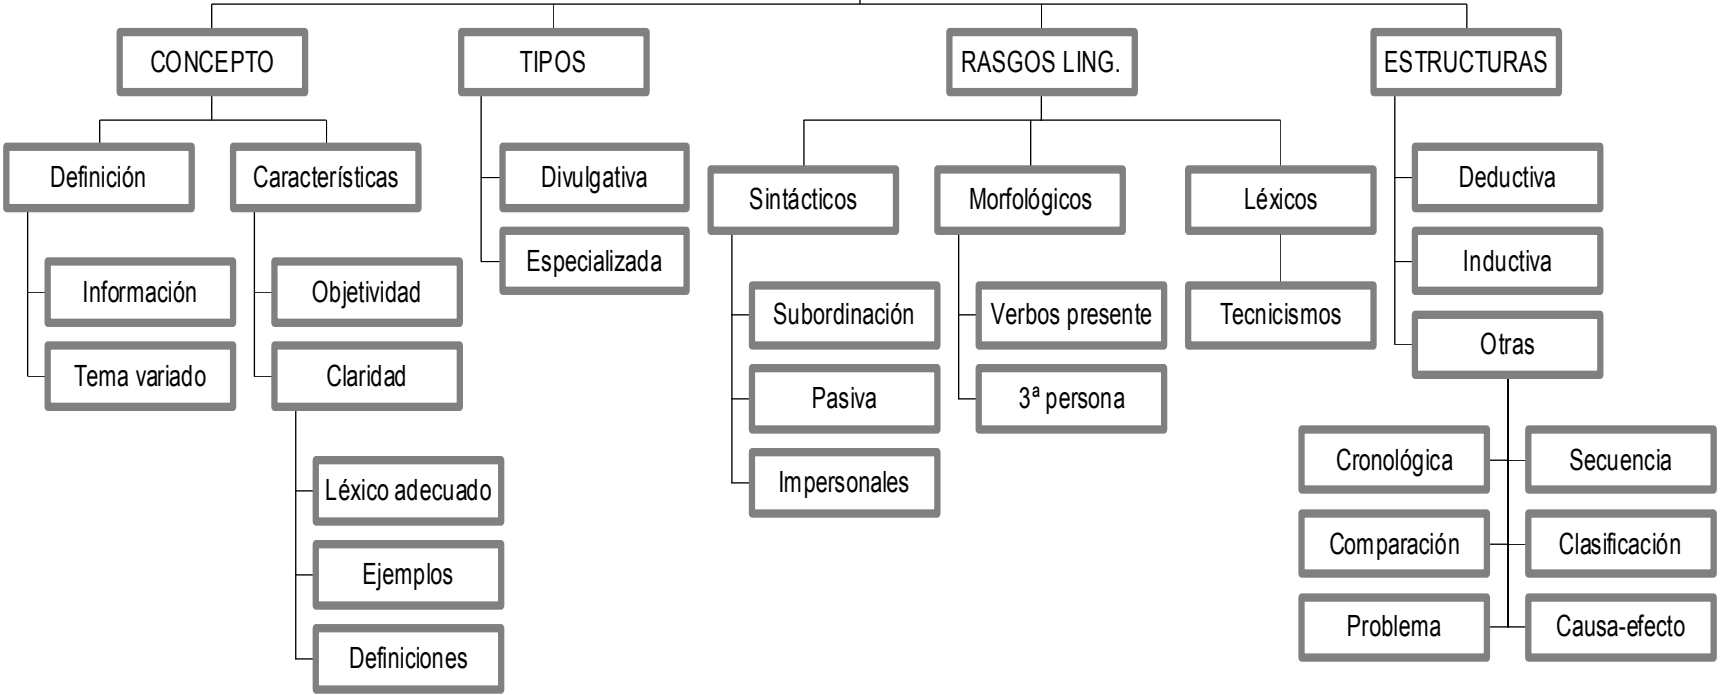 CONCEPTO
TIPOS
RASGOS LING.
ESTRUCTURAS
Definición
Información
Tema variado
Características
Objetividad
Claridad
Léxico adecuado
Ejemplos
Definiciones
Divulgativa
Especializada
Sintácticos
Subordinación
Pasiva
Impersonales
Morfológicos
Verbos presente
3ª persona
Léxicos
Tecnicismos
Deductiva
Inductiva
Otras
Cronológica
Secuencia
Comparación
Clasificación
Problema
Causa-efecto